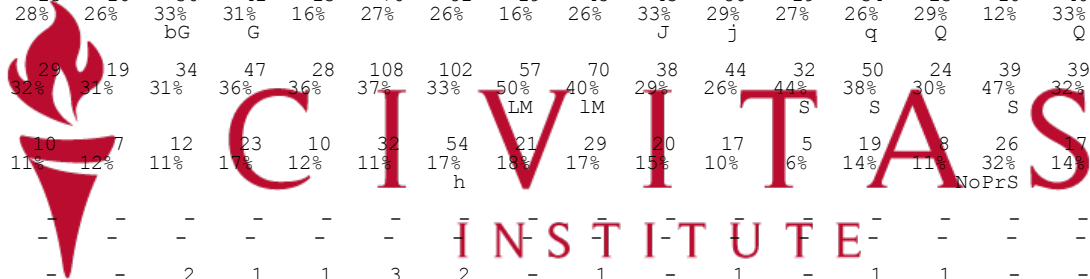 28% 26% 33% 31% 16% 27% 26% 16% 26% 33% 29% 27% 26% 29% 12% 33%
bG G J j q Q Q
29 19 34 47 28 108 102 57 70 38 44 32 50 24 39 39
32% 31% 31% 36% 36% 37% 33% 50% 40% 29% 26% 44% 38% 30% 47% 32%
LM lM S S S
10 7 12 23 10 32 54 21 29 20 17 5 19 8 26 17
11% 12% 11% 17% 12% 11% 17% 18% 17% 15% 10% 6% 14% 11% 32% 14%
h NoPrS
CIVITAS
- - - - - - - - - - - - - - - -
- - - - - - - - - - - - - - - -
INSTITUTE
- - 2 1 1 3 2 - 1 - 1 - 1 1 - -